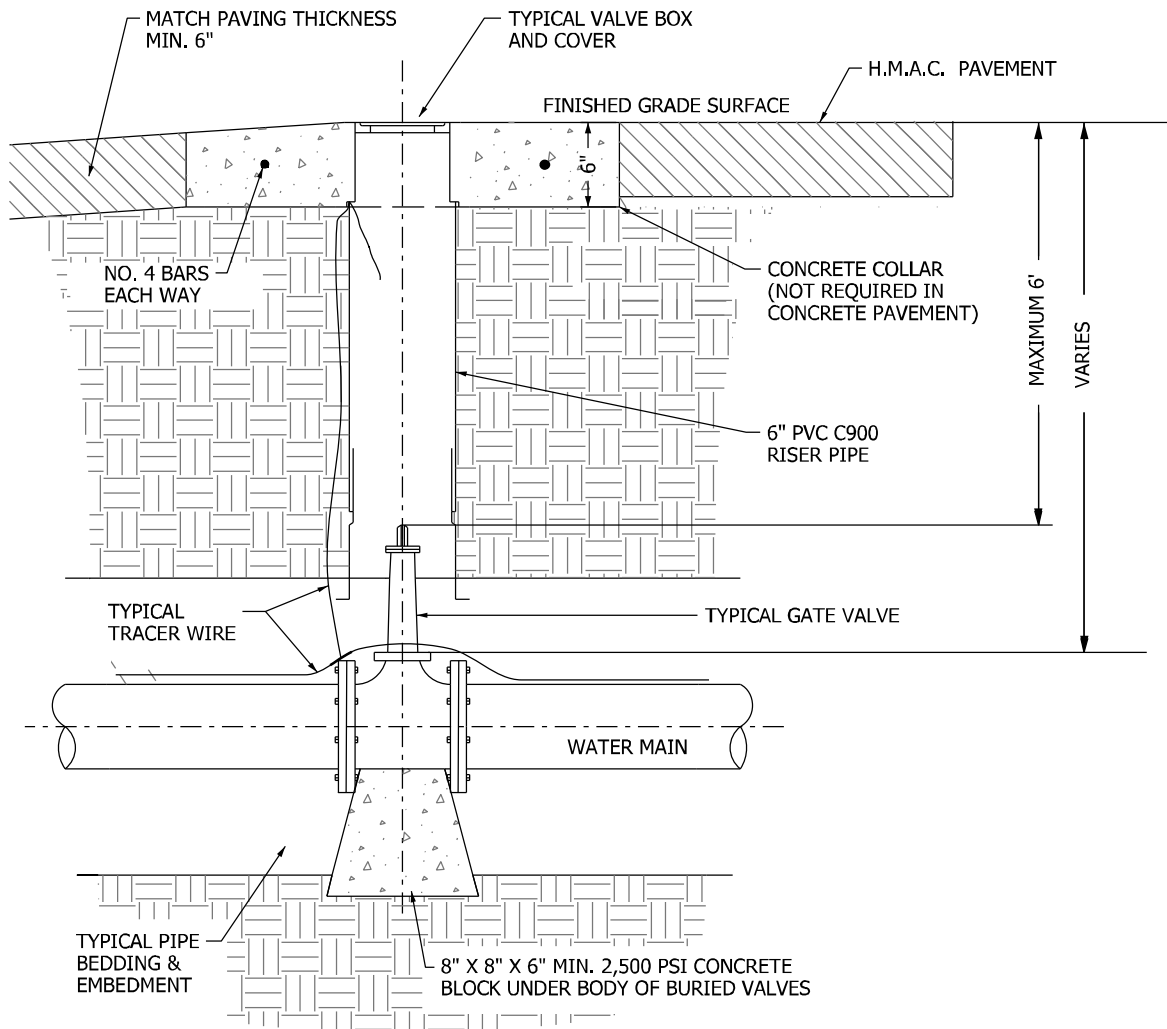 MATCH PAVING THICKNESS
MIN. 6"
TYPICAL VALVE BOX
AND COVER
H.M.A.C. PAVEMENT
FINISHED GRADE SURFACE
6"
NO. 4 BARS
EACH WAY
CONCRETE COLLAR
(NOT REQUIRED IN
CONCRETE PAVEMENT)
MAXIMUM 6'
VARIES
6" PVC C900
RISER PIPE
TYPICAL
TRACER WIRE
TYPICAL GATE VALVE
WATER MAIN
TYPICAL PIPE
BEDDING &
EMBEDMENT
8" X 8" X 6" MIN. 2,500 PSI CONCRETE
BLOCK UNDER BODY OF BURIED VALVES